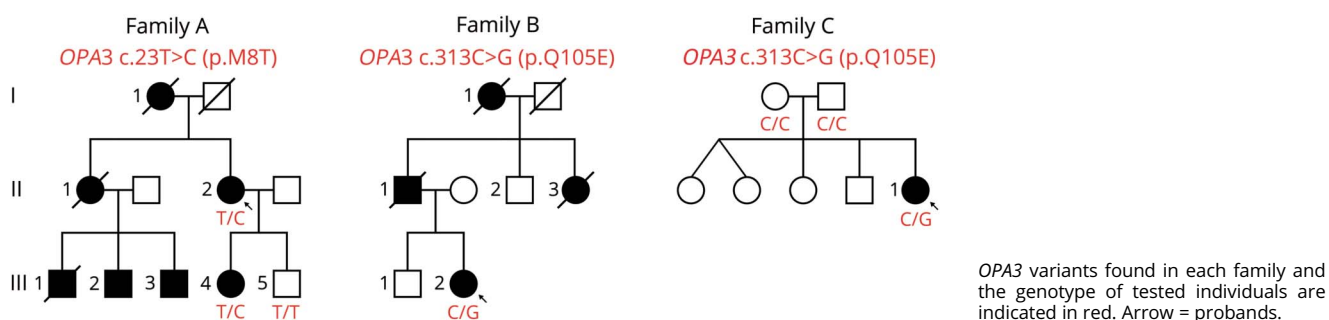 Family A
OPA3 c.23T>C (p.M8T)
Family B
OPA3 c.313C>G (p.Q105E)
Family C
OPA3 c.313C>G (p.Q105E)
I
1
1
C/C C/C
II
1
2
T/C
1
2
3
1
C/G
III
1
2
3
4
5
T/C T/T
1
2
C/G
OPA3 variants found in each family and
the genotype of tested individuals are
indicated in red. Arrow = probands.